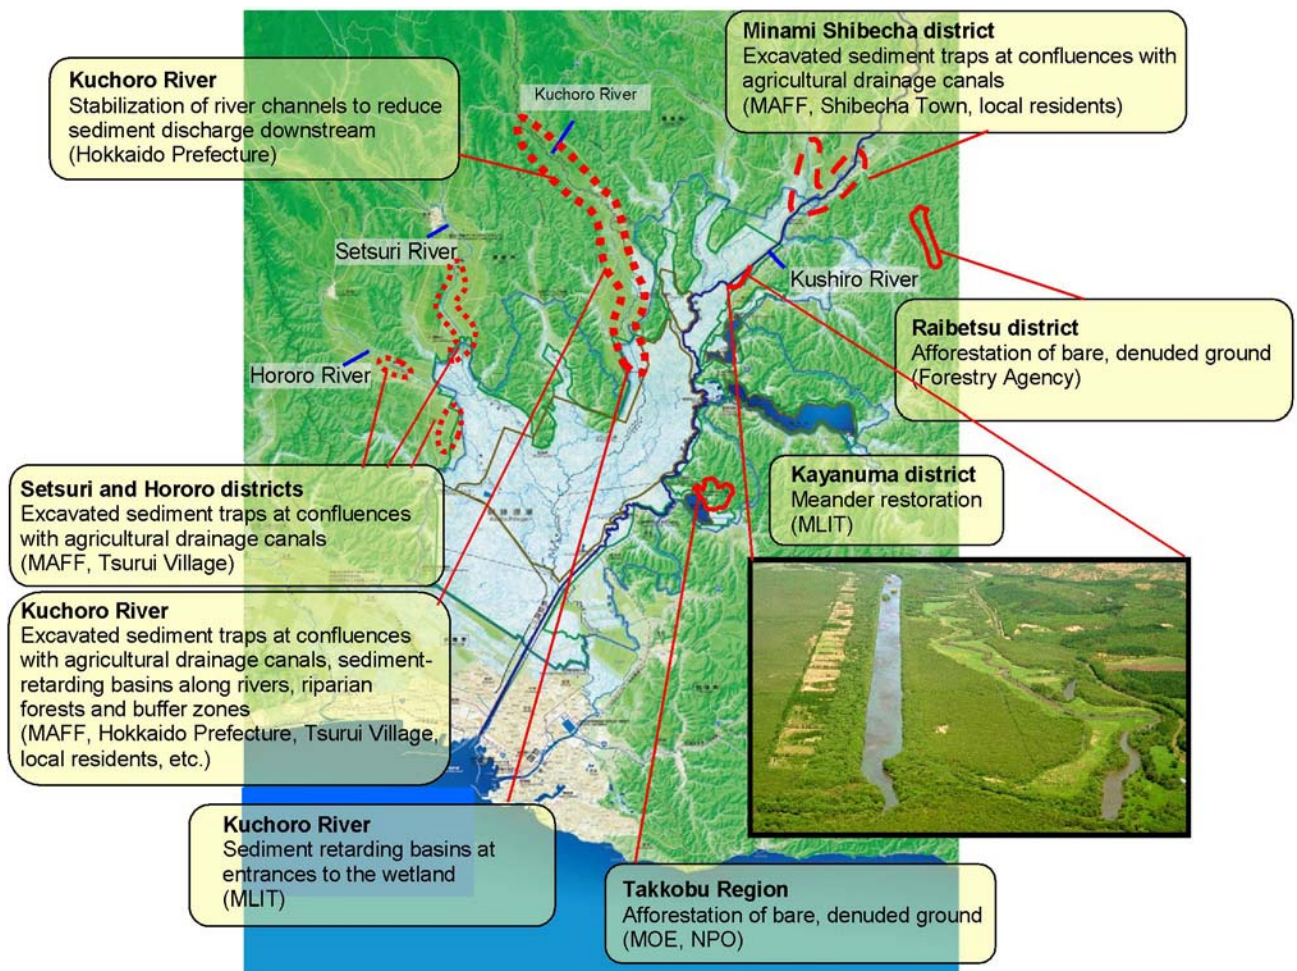 Minami Shibecha district
Excavated sediment traps at confluences with
agricultural drainage canals
(MAFF, Shibecha Town, local residents)
Kuchoro River
Stabilization of river channels to reduce
sediment discharge downstream
(Hokkaido Prefecture)
Kuchoro River
Setsuri River
Kushiro River
Hororo River
Raibetsu district
Afforestation of bare, denuded ground
(Forestry Agency)
Kayanuma district
Meander restoration
(MLIT)
Setsuri and Hororo districts
Excavated sediment traps at confluences
with agricultural drainage canals
(MAFF, Tsurui Village)
Kuchoro River
Excavated sediment traps at confluences
with agricultural drainage canals, sediment-
retarding basins along rivers, riparian
forests and buffer zones
(MAFF, Hokkaido Prefecture, Tsurui Village,
local residents, etc.)
Kuchoro River
Sediment retarding basins at
entrances to the wetland
(MLIT)
Takkobu Region
Afforestation of bare, denuded ground
(MOE, NPO)